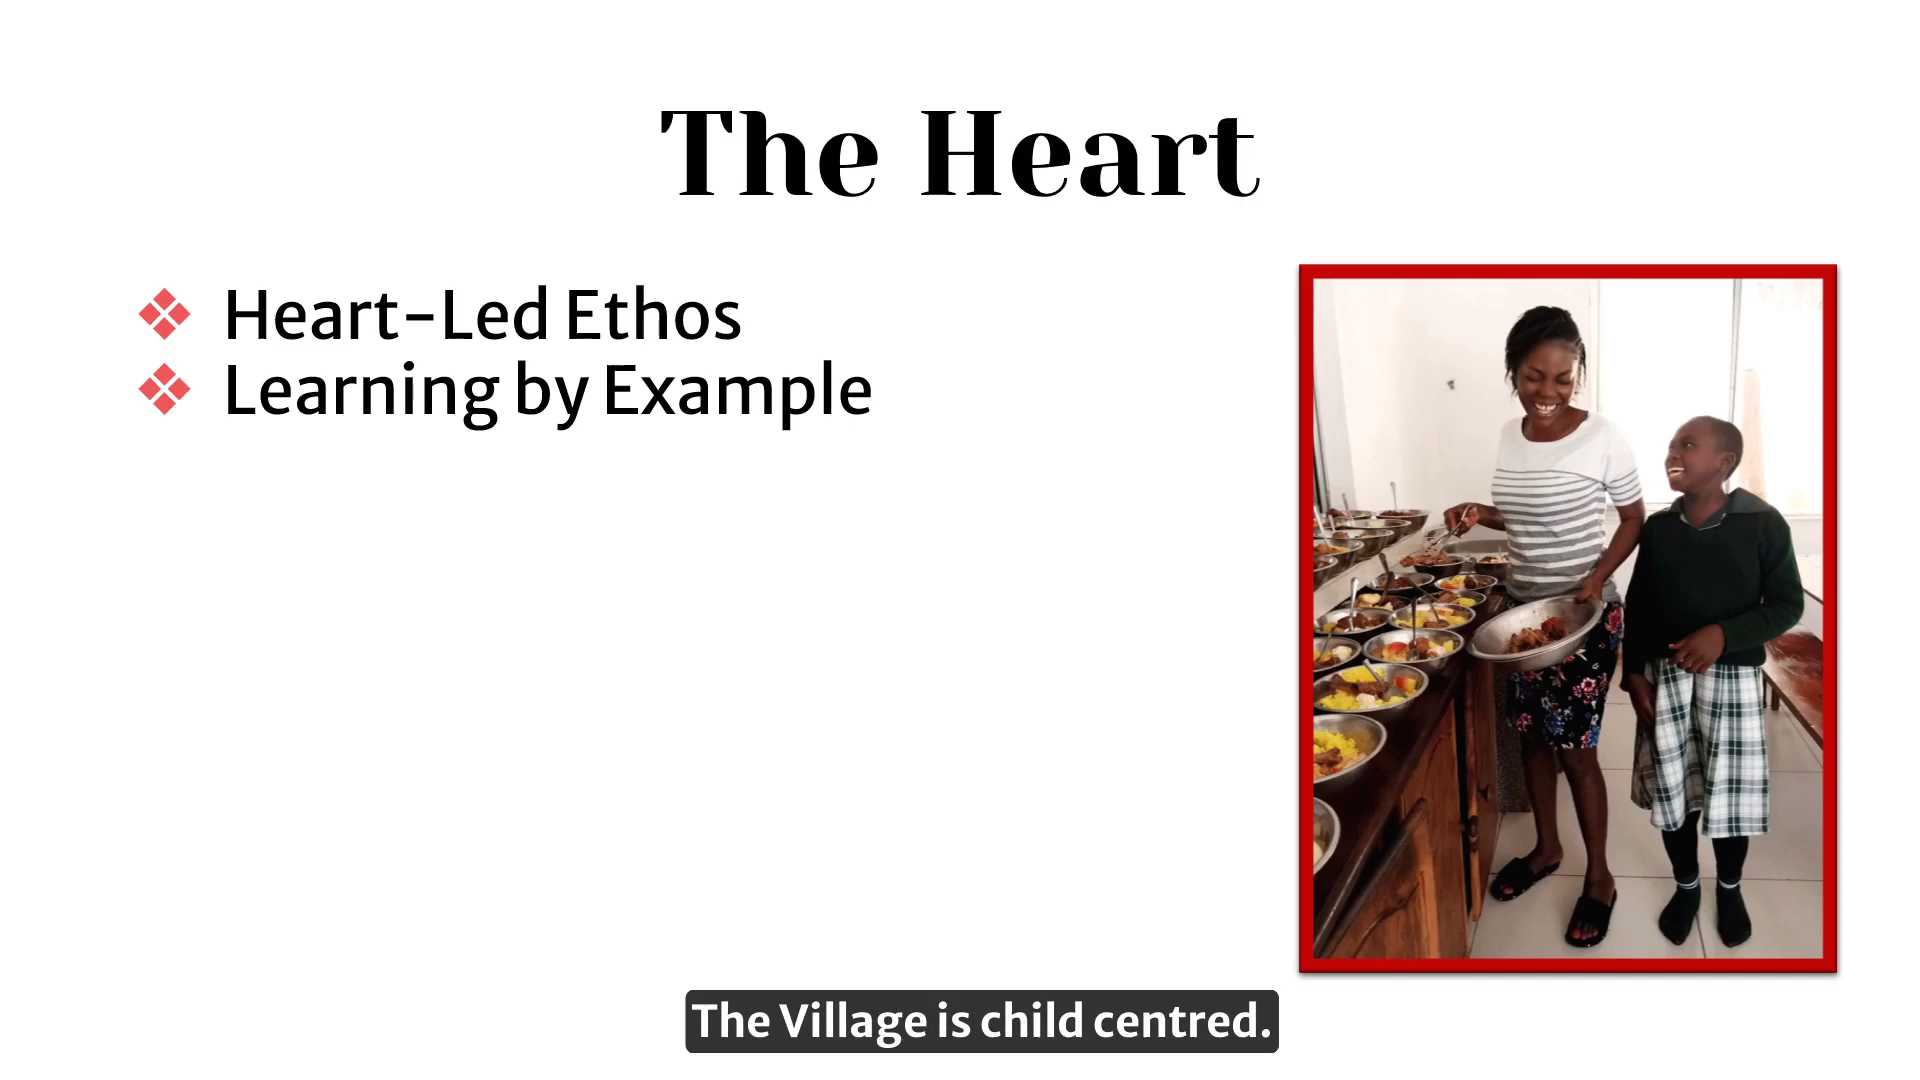 The Heart
Heart-Led Ethos
Learning by Example
The Village is child centred.